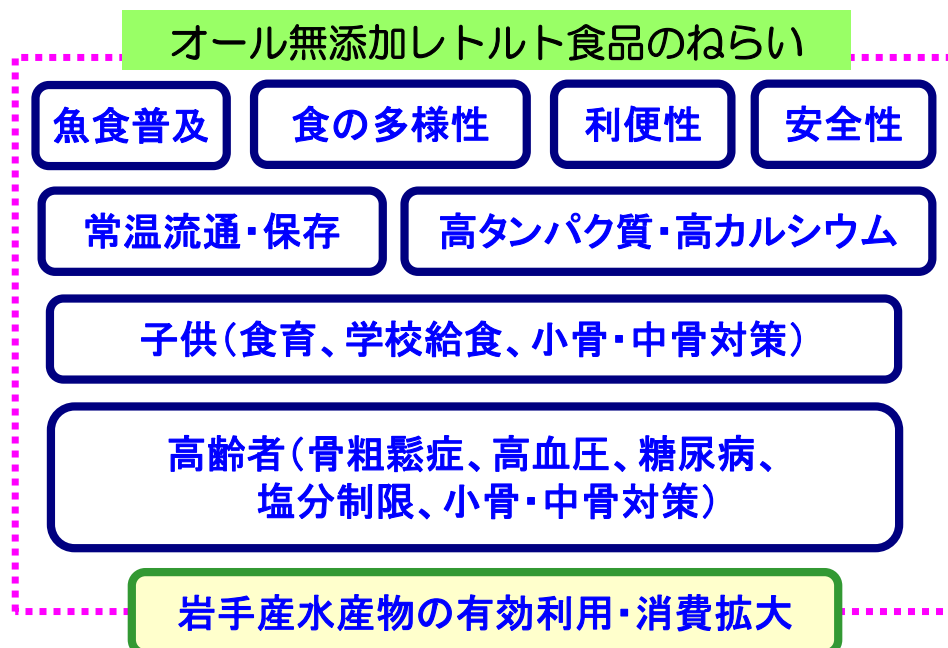 オール無添加レトルト食品のねらい
魚食普及
食の多様性
利便性
安全性
常温流通・保存
高タンパク質・高カルシウム
子供（食育、学校給食、小骨・中骨対策）
高齢者（骨粗鬆症、高血圧、糖尿病、
塩分制限、小骨・中骨対策）
岩手産水産物の有効利用・消費拡大